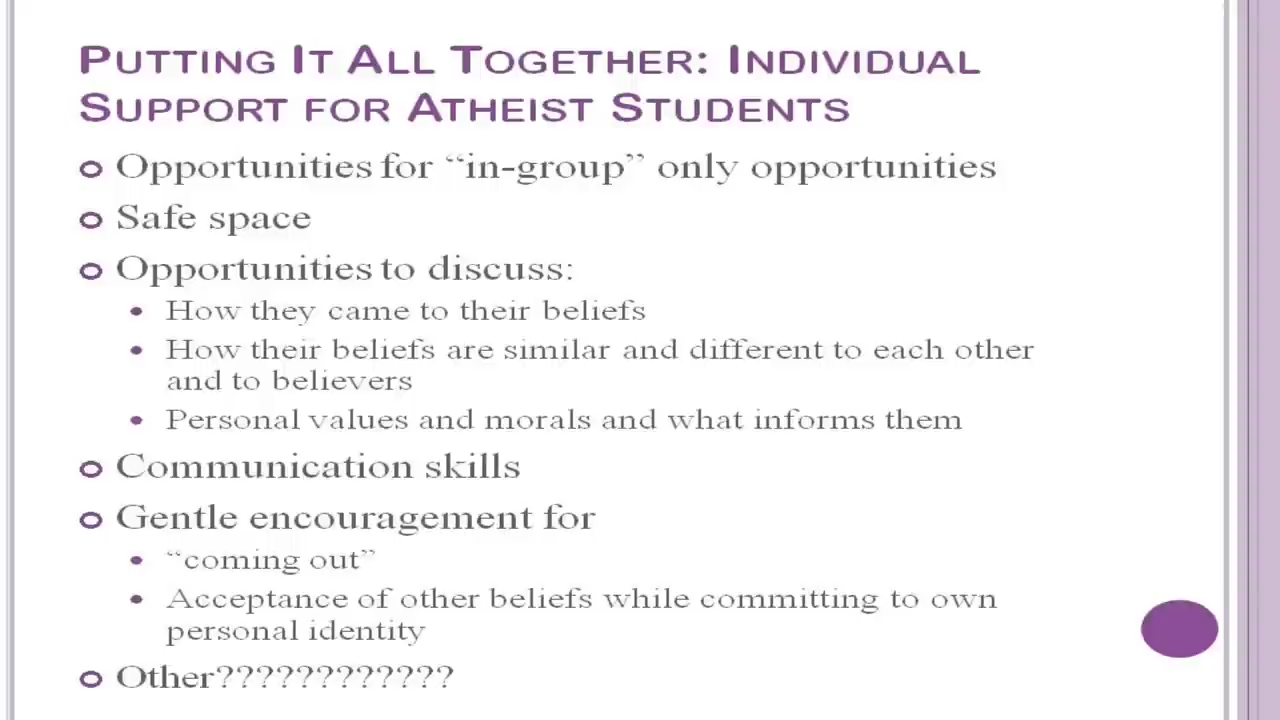 PUTTING IT ALL TOGETHER: INDIVIDUAL
SUPPORT FOR ATHEIST STUDENTS
Opportunities for “in-group” only opportunities
Safe space
Opportunities to discuss:
How they came to their beliefs
How their beliefs are similar and different to each other
and to believers
Personal values and morals and what informs them
Communication skills
Gentle encouragement for
“coming out”
Acceptance of other beliefs while committing to own
personal identity
Other????????????